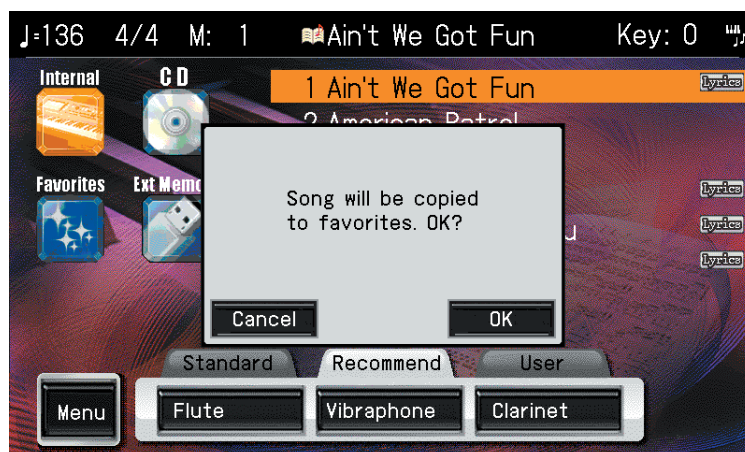 ♩=136 4/4 M: 1 Ain't We Got Fun Key: 0
Internal
CD
1 Ain't We Got Fun Lyrics
2 American Patrol
Favorites
Ext Memo
Lyrics
Lyrics
Lyrics
Song will be copied
to favorites. OK?
Cancel OK
Standard Recommend User
Menu Flute Vibraphone Clarinet